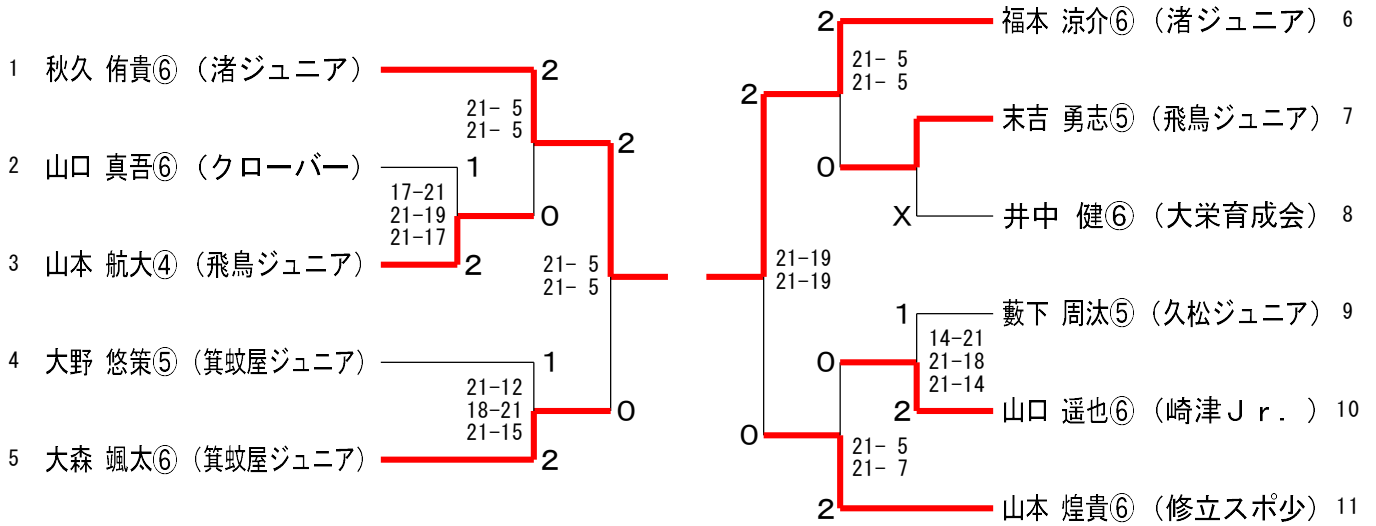 1 秋久 侑貴⑥ (渚ジュニア) 2
21- 5
21- 5
2
2 山口 真吾⑥ (クローバー) 1
17-21
21-19
21-17
0
3 山本 航大④ (飛鳥ジュニア) 2
21- 5
21- 5
4 大野 悠策⑤ (箕蚊屋ジュニア) 1
21-12
18-21
21-15
0
5 大森 颯太⑥ (箕蚊屋ジュニア) 2
2 福本 涼介⑥ (渚ジュニア) 6
21- 5
21- 5
2
末吉 勇志⑤ (飛鳥ジュニア) 7
0
X 井中 健⑥ (大栄育成会) 8
21-19
21-19
1 藪下 周汰⑤ (久松ジュニア) 9
14-21
21-18
21-14
0
2 山口 遥也⑥ (崎津Jr.) 10
0
21- 5
21- 7
2 山本 煌貴⑥ (修立スポ少) 11